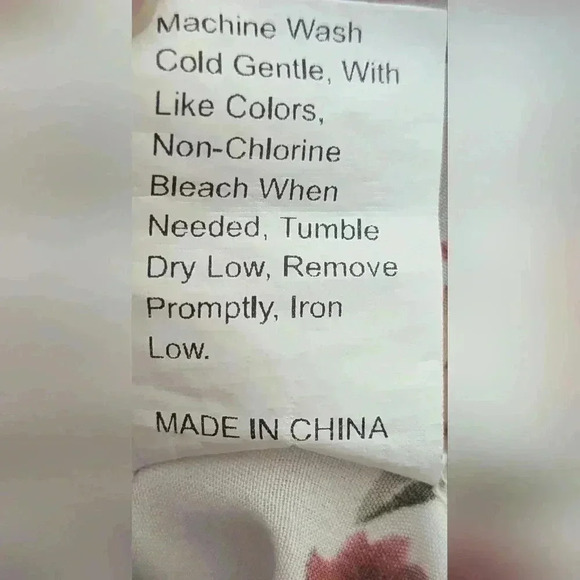 Machine Wash
Cold Gentle, With
Like Colors,
Non-Chlorine
Bleach When
Needed, Tumble
Dry Low, Remove
Promptly, Iron
Low.
MADE IN CHINA